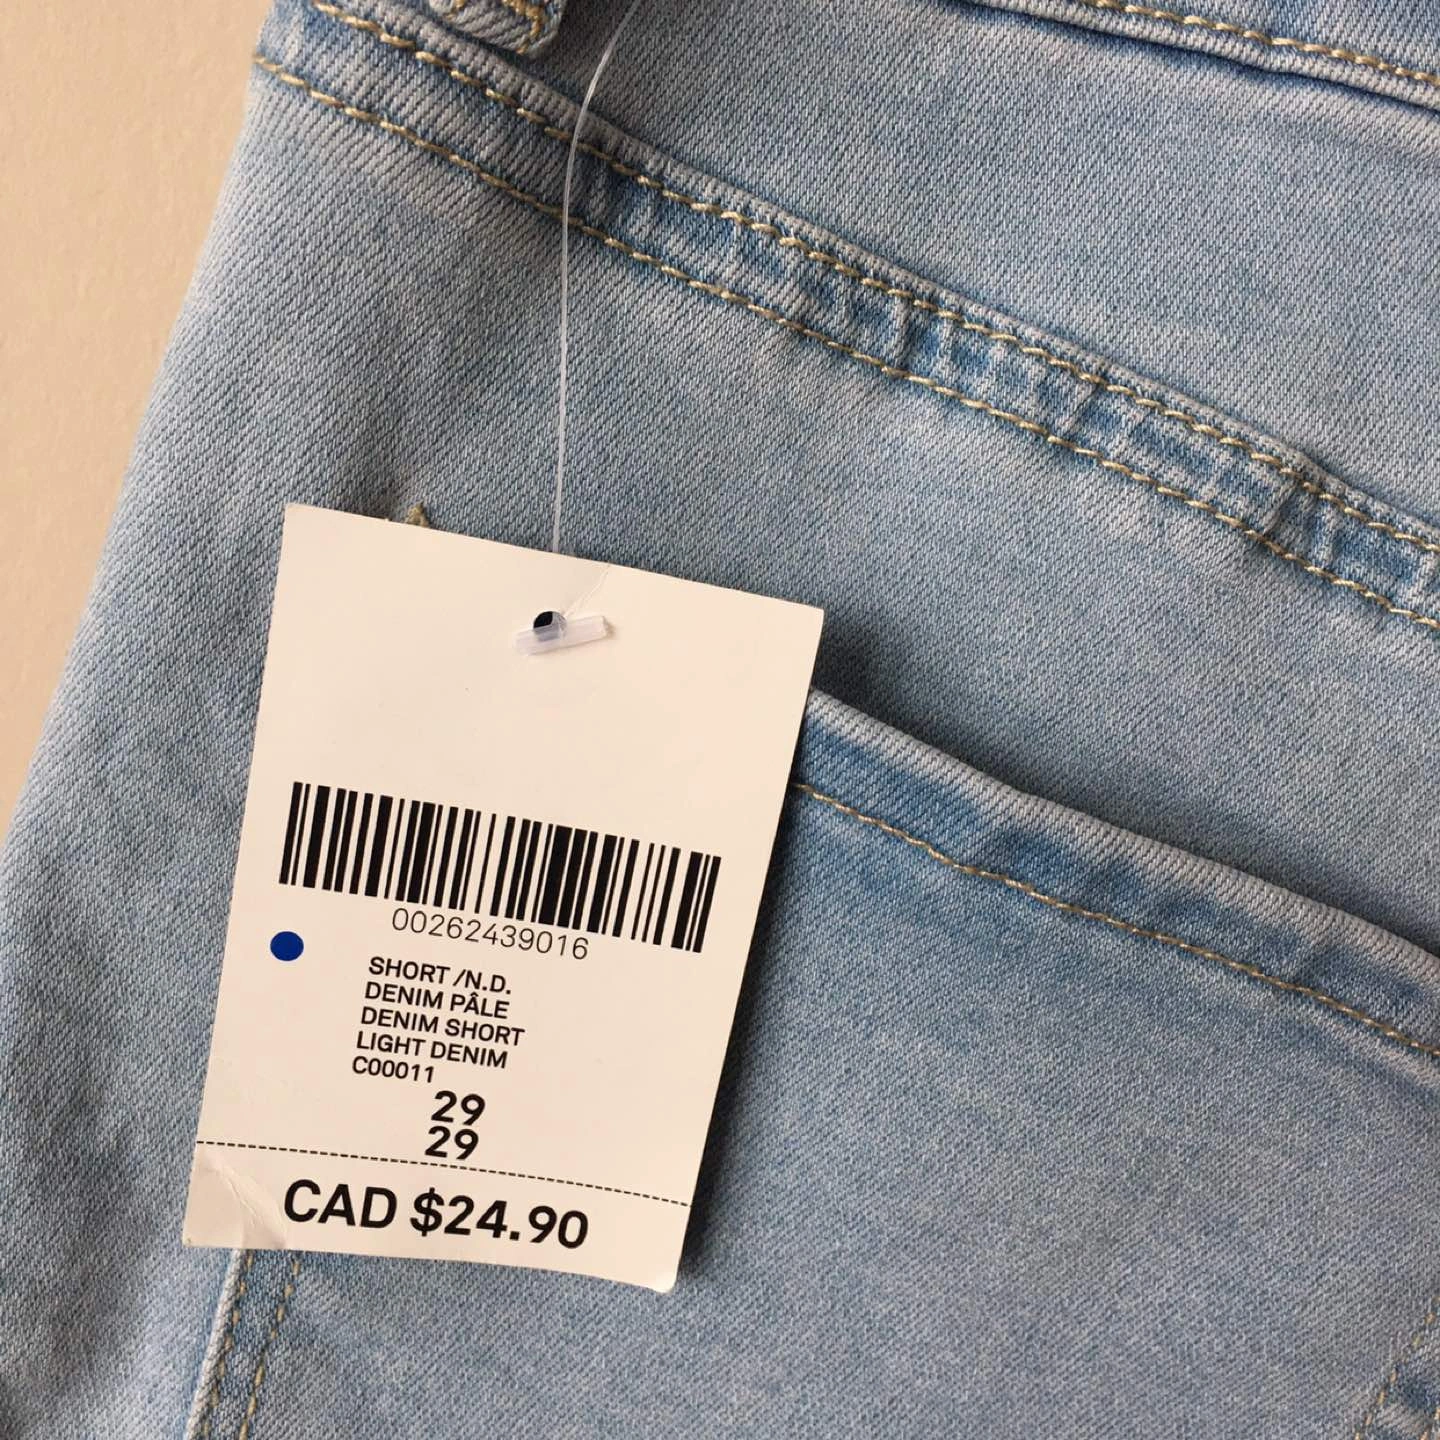 00262439016
SHORT /N.D.
DENIM PÂLE
DENIM SHORT
LIGHT DENIM
C00011
29
29
CAD $24.90